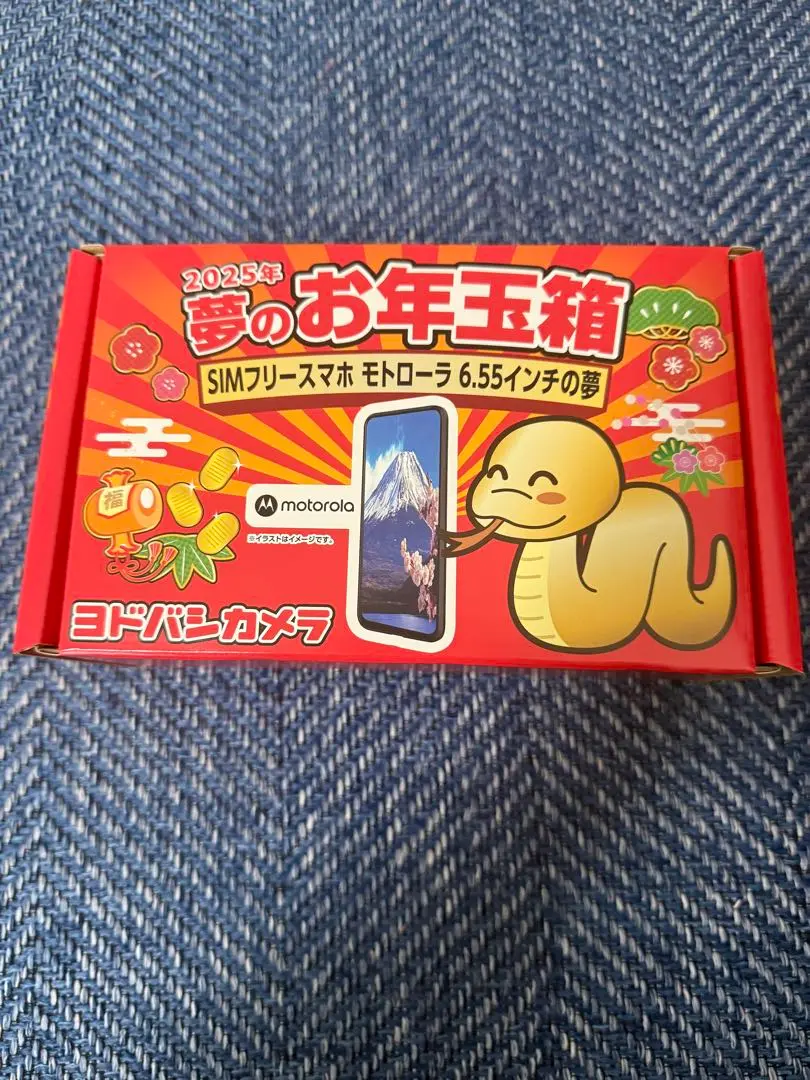 2025年
夢のお年玉箱
SIMフリースマホ モトローラ 6.55インチの夢
福
motorola
※イラストはイメージです。
ヨドバシカメラ